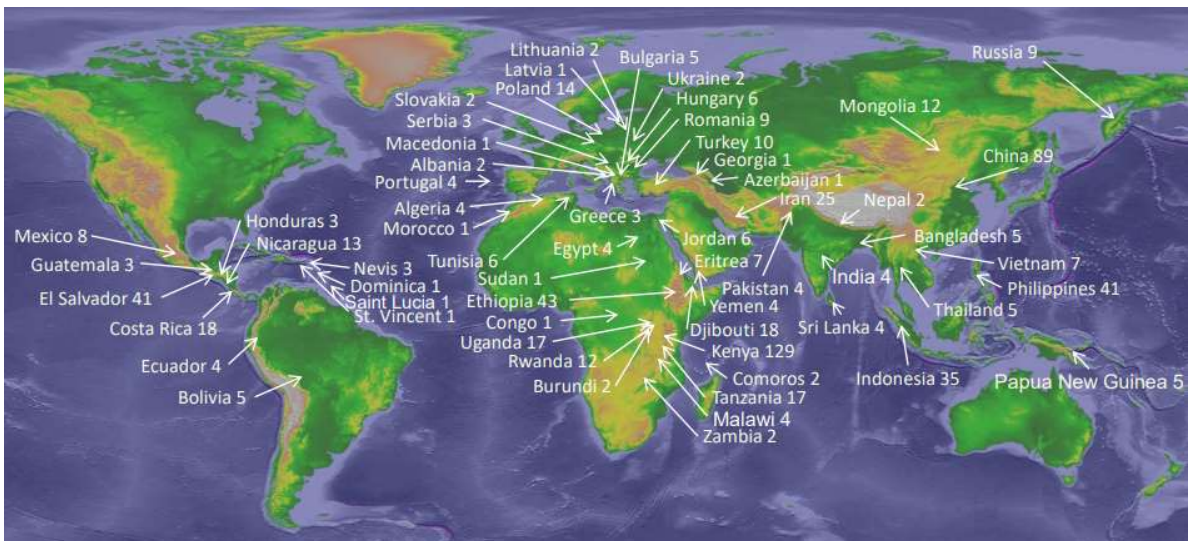 Lithuania 2
Latvia 1
Poland 14
Slovakia 2
Serbia 3
Macedonia 1
Albania 2
Portugal 4
Algeria 4
Morocco 1
Bulgaria 5
Ukraine 2
Hungary 6
Romania 9
Turkey 10
Georgia 1
Azerbaijan 1
Iran 25
Russia 9
Mongolia 12
China 89
Nepal 2
Greece 3
Honduras 3
Mexico 8
Nicaragua 13
Guatemala 3
Nevis 3
Dominica 1
El Salvador 41
Saint Lucia 1
St. Vincent 1
Costa Rica 18
Ecuador 4
Bolivia 5
Tunisia 6
Egypt 4
Sudan 1
Ethiopia 43
Congo 1
Uganda 17
Rwanda 12
Burundi 2
Jordan 6
Eritrea 7
Pakistan 4
Yemen 4
Djibouti 18
Kenya 129
Comoros 2
Tanzania 17
Malawi 4
Zambia 2
Bangladesh 5
India 4
Vietnam 7
Philippines 41
Thailand 5
Sri Lanka 4
Indonesia 35
Papua New Guinea 5